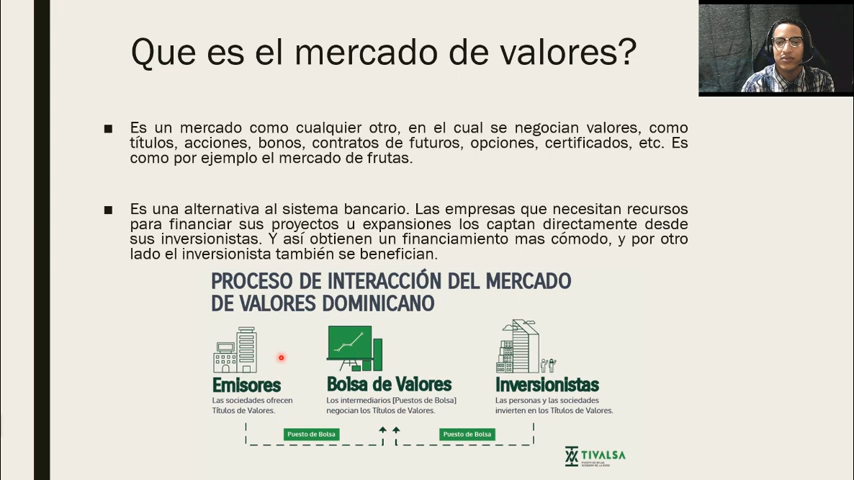 Que es el mercado de valores?
Es un mercado como cualquier otro, en el cual se negocian valores, como
títulos, acciones, bonos, contratos de futuros, opciones, certificados, etc. Es
como por ejemplo el mercado de frutas.
Es una alternativa al sistema bancario. Las empresas que necesitan recursos
para financiar sus proyectos u expansiones los captan directamente desde
sus inversionistas. Y así obtienen un financiamiento mas cómodo, y por otro
lado el inversionista también se benefician.
PROCESO DE INTERACCIÓN DEL MERCADO
DE VALORES DOMINICANO
Emisores
Las sociedades ofrecen
Títulos de Valores.
Bolsa de Valores
Los intermediarios [Puestos de Bolsa]
negocian los Títulos de Valores.
Inversionistas
Las personas y las sociedades
invierten en los Títulos de Valores.
Puesto de Bolsa
Puesto de Bolsa
TIVALSA